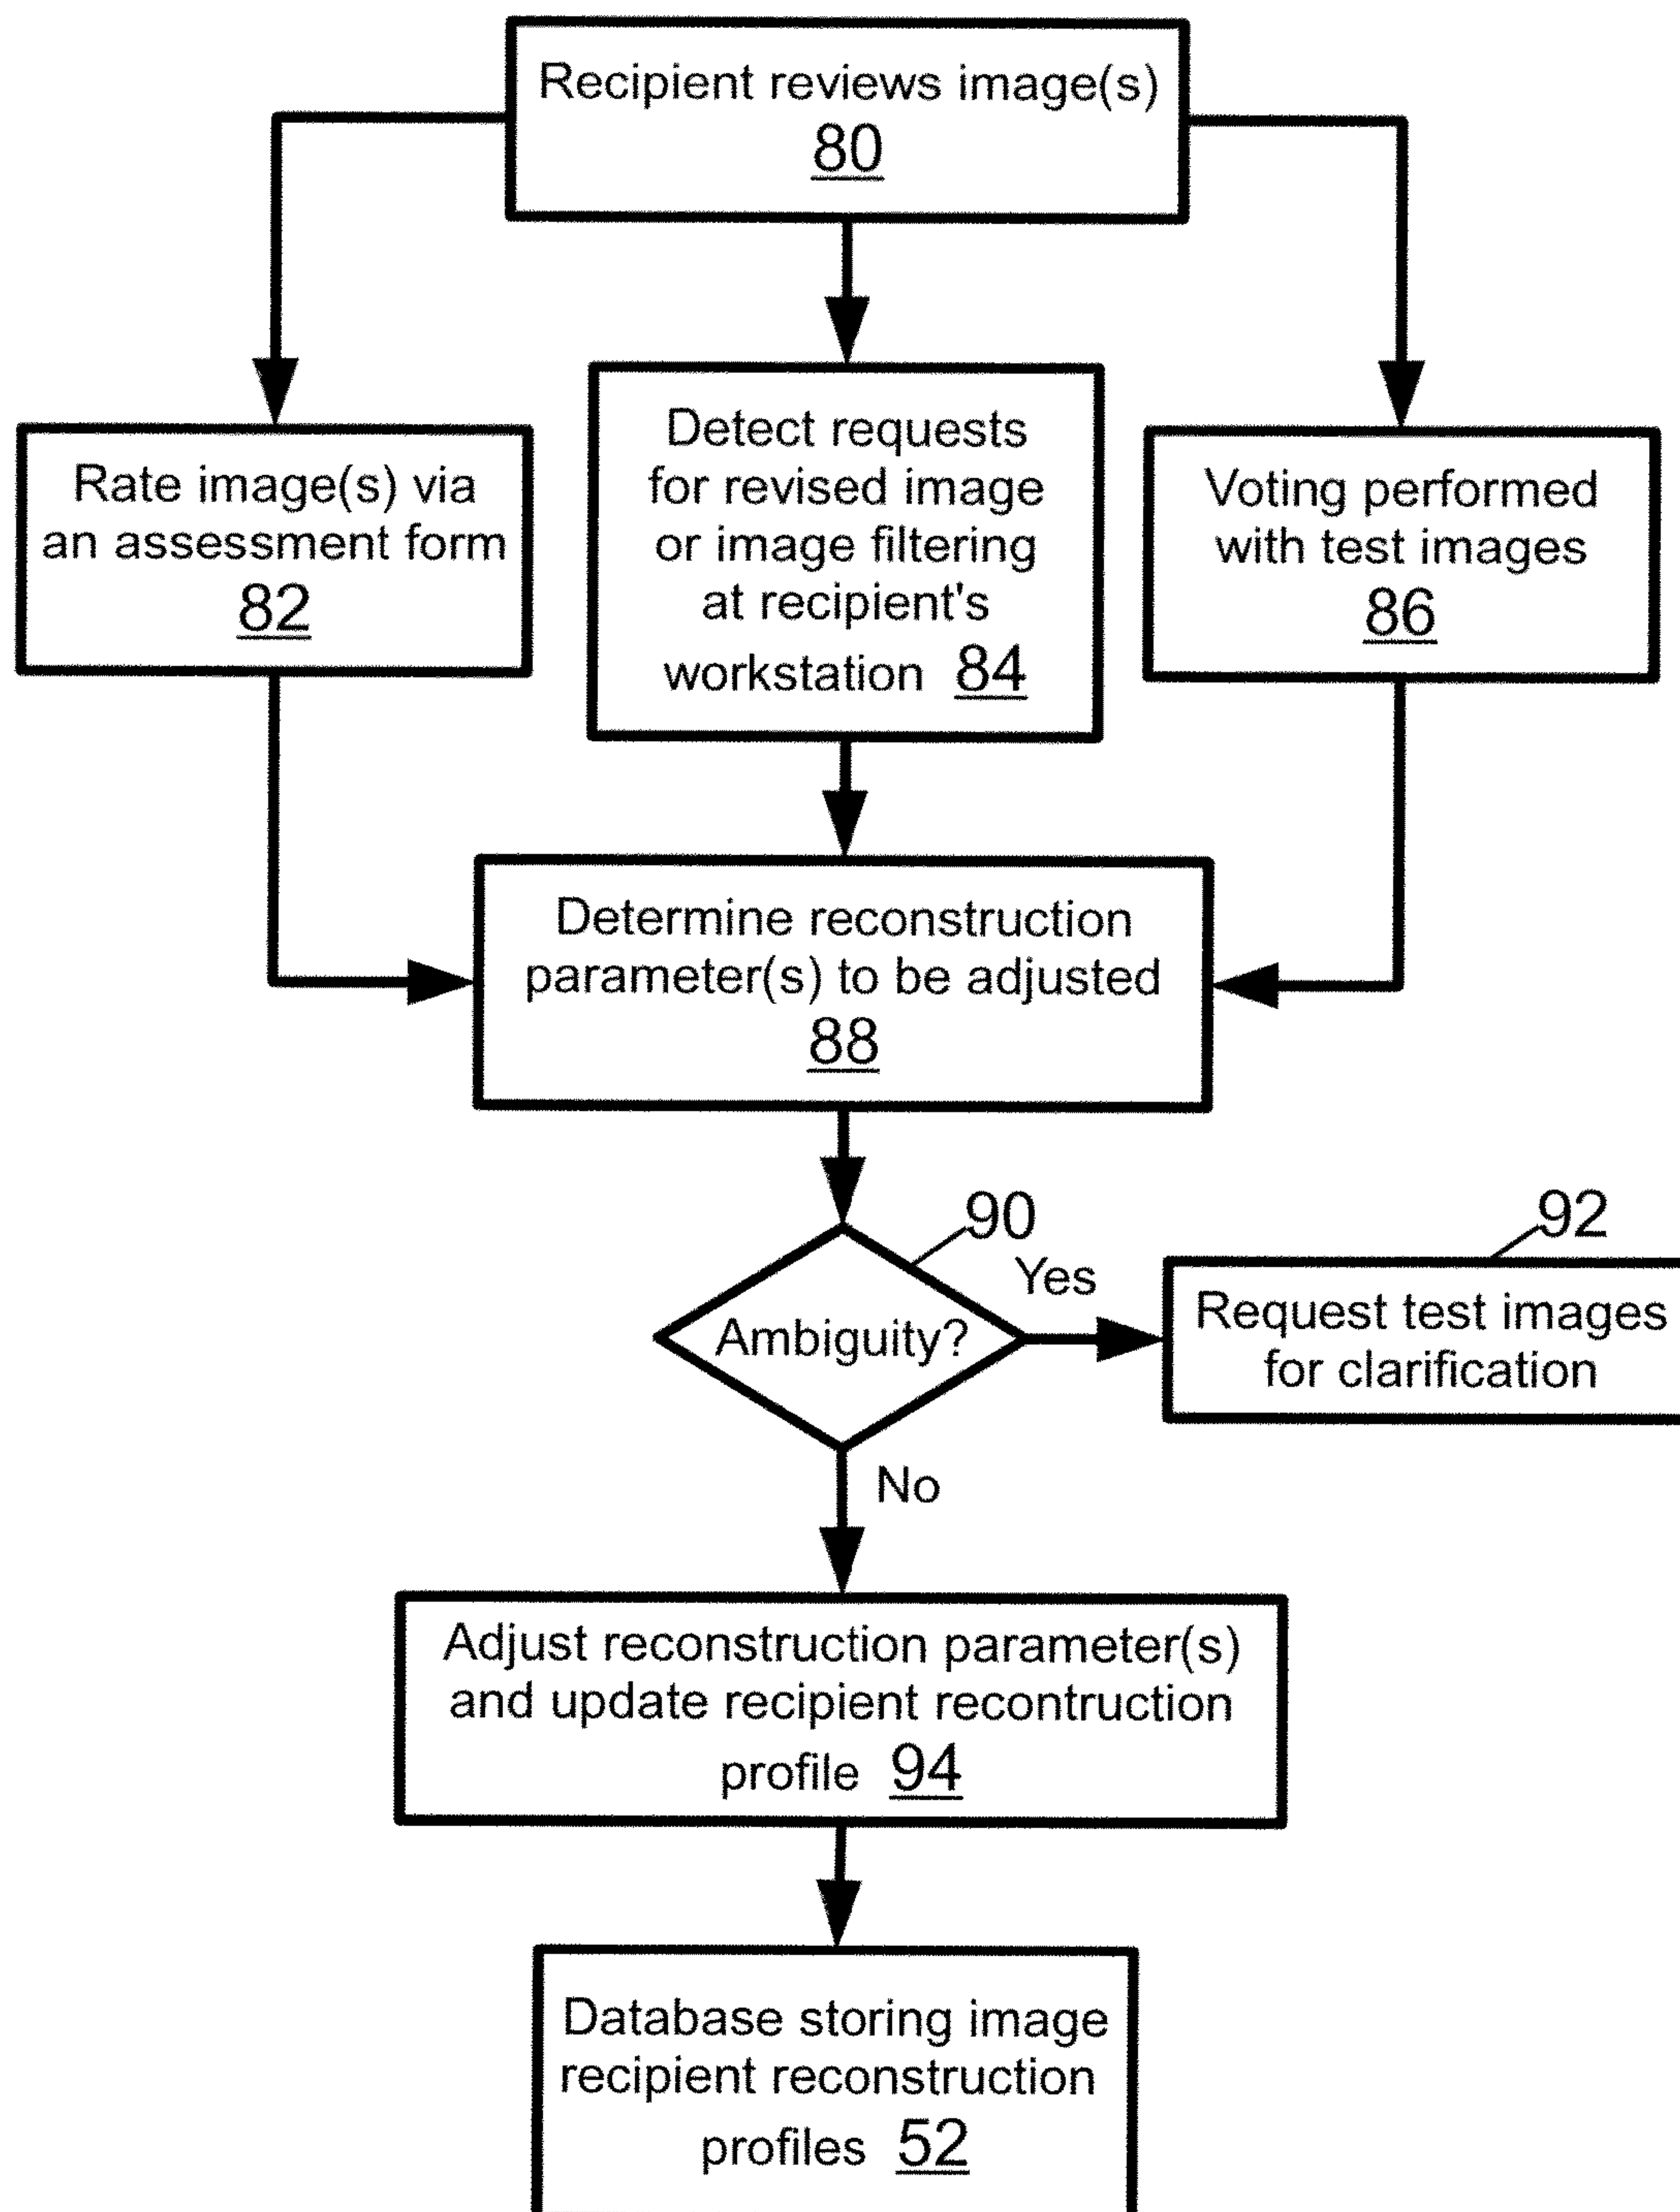 Recipient reviews image(s)
80
Rate image(s) via
an assessment form
82
Detect requests
for revised image
or image filtering
at recipient's
workstation 84
Voting performed
with test images
86
Determine reconstruction
parameter(s) to be adjusted
88
90
Ambiguity?
Yes
92
Request test images
for clarification
No
Adjust reconstruction parameter(s)
and update recipient recontruction
profile 94
Database storing image
recipient reconstruction
profiles 52